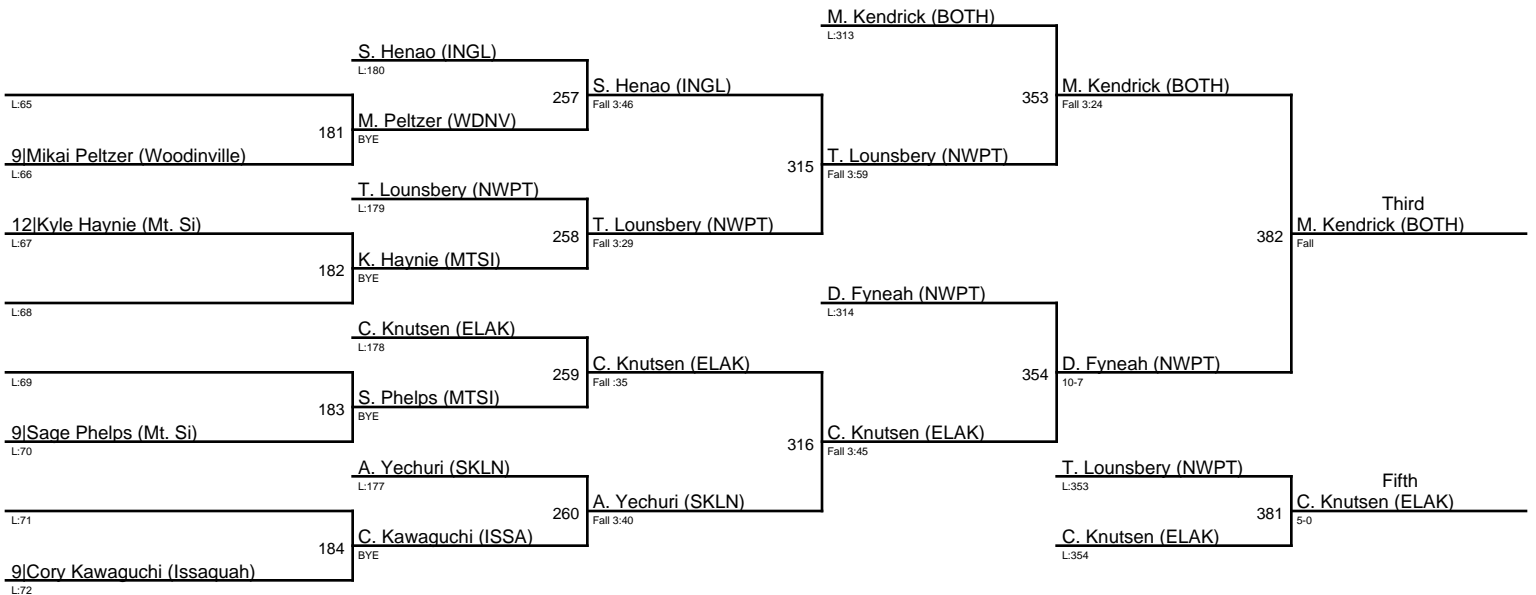 L:65
9|Mikai Peltzer (Woodinville)
L:66
12|Kyle Haynie (Mt. Si)
L:67
L:68
L:69
9|Sage Phelps (Mt. Si)
L:70
L:71
9|Cory Kawaguchi (Issaquah)
L:72
181
182
183
184
S. Henao (INGL)
L:180
M. Peltzer (WDNV)
BYE
T. Lounsbery (NWPT)
L:179
K. Haynie (MTSI)
BYE
C. Knutsen (ELAK)
L:178
S. Phelps (MTSI)
BYE
A. Yechuri (SKLN)
L:177
C. Kawaguchi (ISSA)
BYE
257
258
259
260
S. Henao (INGL)
Fall 3:46
T. Lounsbery (NWPT)
Fall 3:29
C. Knutsen (ELAK)
Fall :35
A. Yechuri (SKLN)
Fall 3:40
315
316
M. Kendrick (BOTH)
L:313
T. Lounsbery (NWPT)
Fall 3:59
D. Fyneah (NWPT)
L:314
C. Knutsen (ELAK)
Fall 3:45
353
354
M. Kendrick (BOTH)
Fall 3:24
D. Fyneah (NWPT)
10-7
T. Lounsbery (NWPT)
L:353
C. Knutsen (ELAK)
L:354
382
381
Third
M. Kendrick (BOTH)
Fall
Fifth
C. Knutsen (ELAK)
5-0